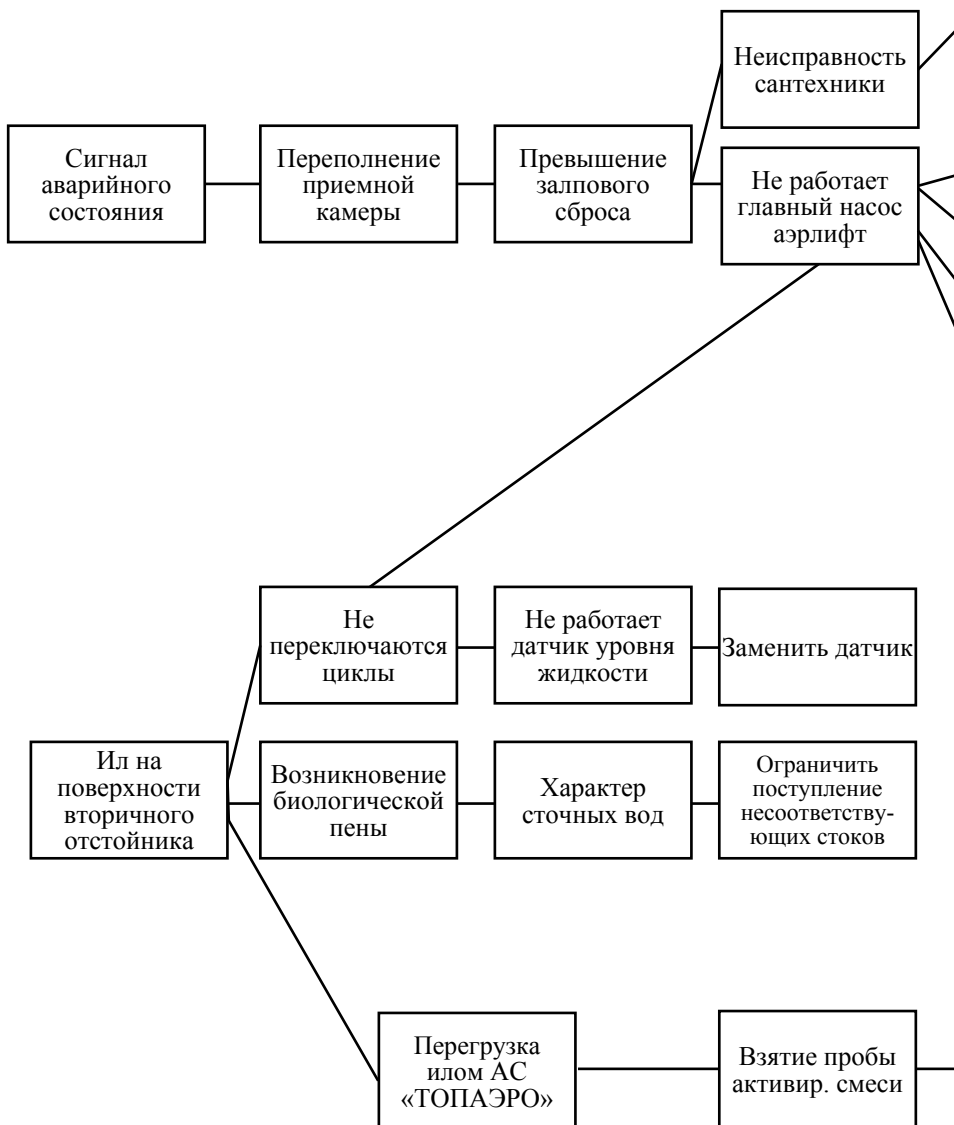 Неисправность
сантехники
Сигнал
аварийного
состояния
Переполнение
приемной
камеры
Превышение
залпового
сброса
Не работает
главный насос
аэрлифт
Не
переключаются
циклы
Не работает
датчик уровня
жидкости
Заменить датчик
Ил на
поверхности
вторичного
отстойника
Возникновение
биологической
пены
Характер
сточных вод
Ограничить
поступление
несоответству-
ющих стоков
Перегрузка
илом АС
«ТОПАЭРО»
Взятие пробы
активир. смеси